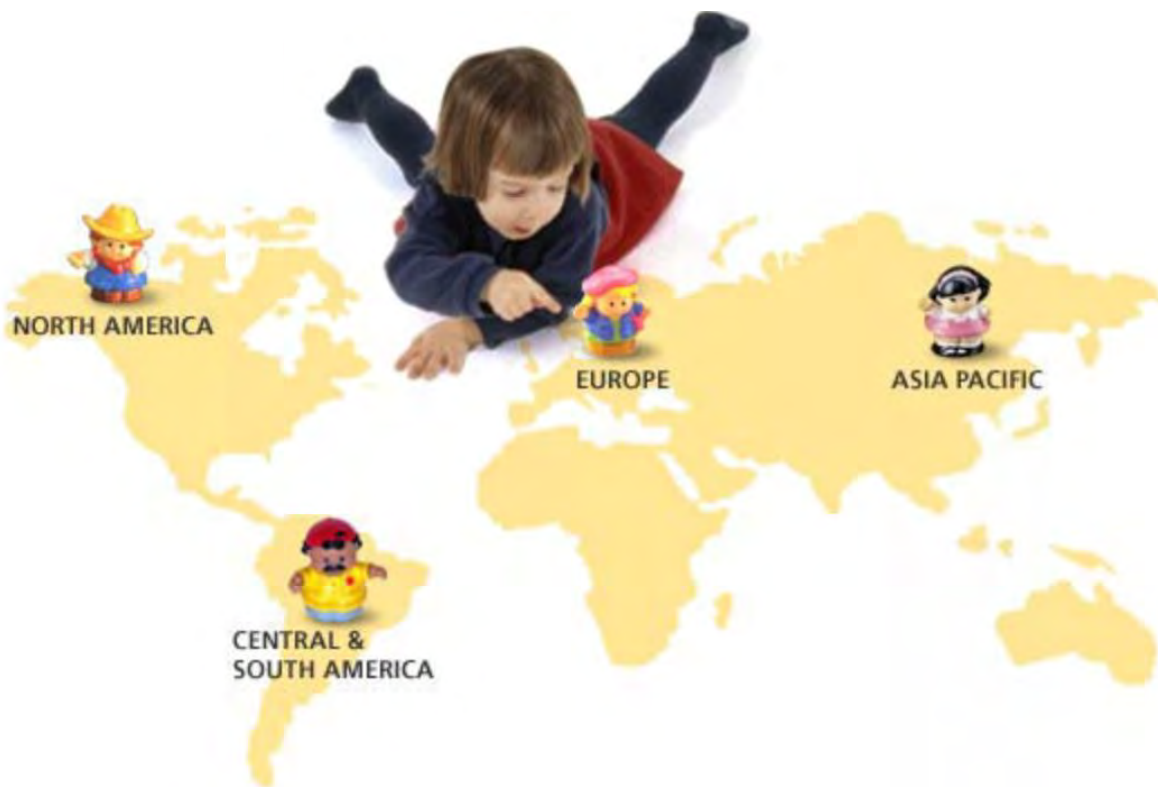 NORTH AMERICA
EUROPE
ASIA PACIFIC
CENTRAL &
SOUTH AMERICA